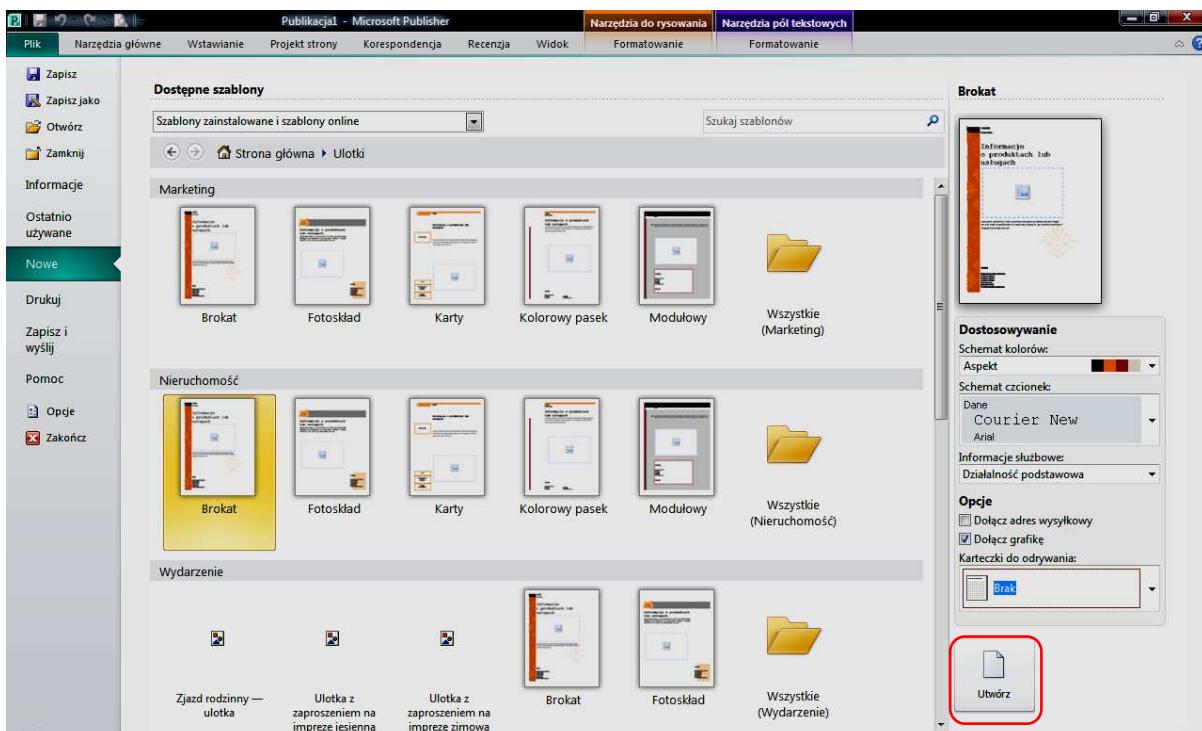 Publikacja1 - Microsoft Publisher
Narzędzia do rysowania
Narzędzia pól tekstowych
Plik
Narzędzia główne
Wstawianie
Projekt strony
Korespondencja
Recenzja
Widok
Formatowanie
Formatowanie
Zapisz
Zapisz jako
Otwórz
Zamknij
Informacje
Ostatnio
używane
Nowe
Drukuj
Zapisz i
wyślij
Pomoc
Opcje
Zakończ
Dostępne szablony
Szablony zainstalowane i szablony online
Szukaj szablonów
Strona główna
Ulotki
Marketing
Brokat
Fotoskład
Karty
Kolorowy pasek
Modułowy
Wszystkie
(Marketing)
Nieruchomość
Brokat
Fotoskład
Karty
Kolorowy pasek
Modułowy
Wszystkie
(Nieruchomość)
Wydarzenie
Zjazd rodzinny —
ulotka
Ulotka z
zaproszeniem na
imprezę jesienną
Ulotka z
zaproszeniem na
imprezę zimową
Brokat
Fotoskład
Wszystkie
(Wydarzenie)
Brokat
Informacje
o produktach lub
usługach
Dostosowywanie
Schemat kolorów:
Aspekt
Schemat czcionek:
Dane
Courier New
Arial
Informacje służbowe:
Działalność podstawowa
Opcje
Dołącz adres wysyłkowy
Dołącz grafikę
Karteczki do odrywania:
Brak
Utwórz